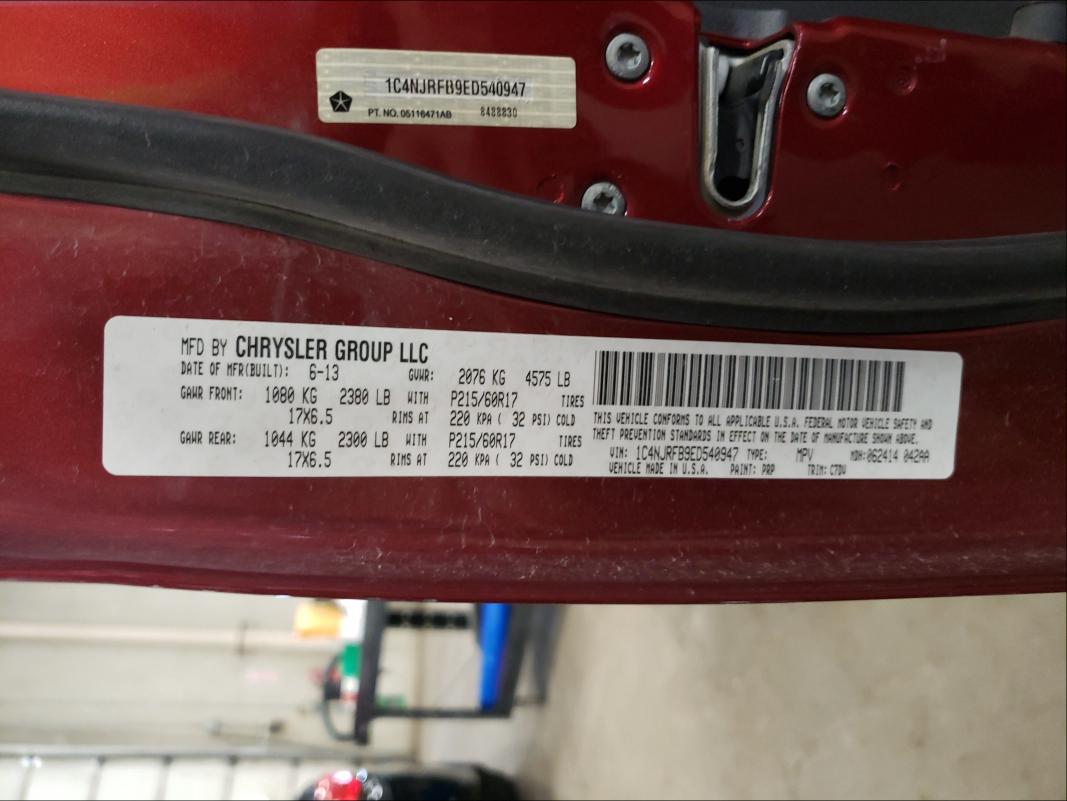 1C4NJRFB9ED540947
PT. NO. 05116471AB 8488830
MFD BY CHRYSLER GROUP LLC
DATE OF MFR(BUILT): 6-13 GVWR: 2076 KG 4575 LB
GAWR FRONT: 1080 KG 2380 LB WITH P215/60R17 TIRES
17X6.5 RIMS AT 220 KPA ( 32 PSI) COLD
GAWR REAR: 1044 KG 2300 LB WITH P215/60R17 TIRES
17X6.5 RIMS AT 220 KPA ( 32 PSI) COLD
THIS VEHICLE CONFORMS TO ALL APPLICABLE U.S.A. FEDERAL MOTOR VEHICLE SAFETY AND
THEFT PREVENTION STANDARDS IN EFFECT ON THE DATE OF MANUFACTURE SHOWN ABOVE.
VIN: 1C4NJRFB9ED540947 TYPE: MPV MDH:062414 042AA
VEHICLE MADE IN U.S.A. PAINT: PRP TRIM: C7DV